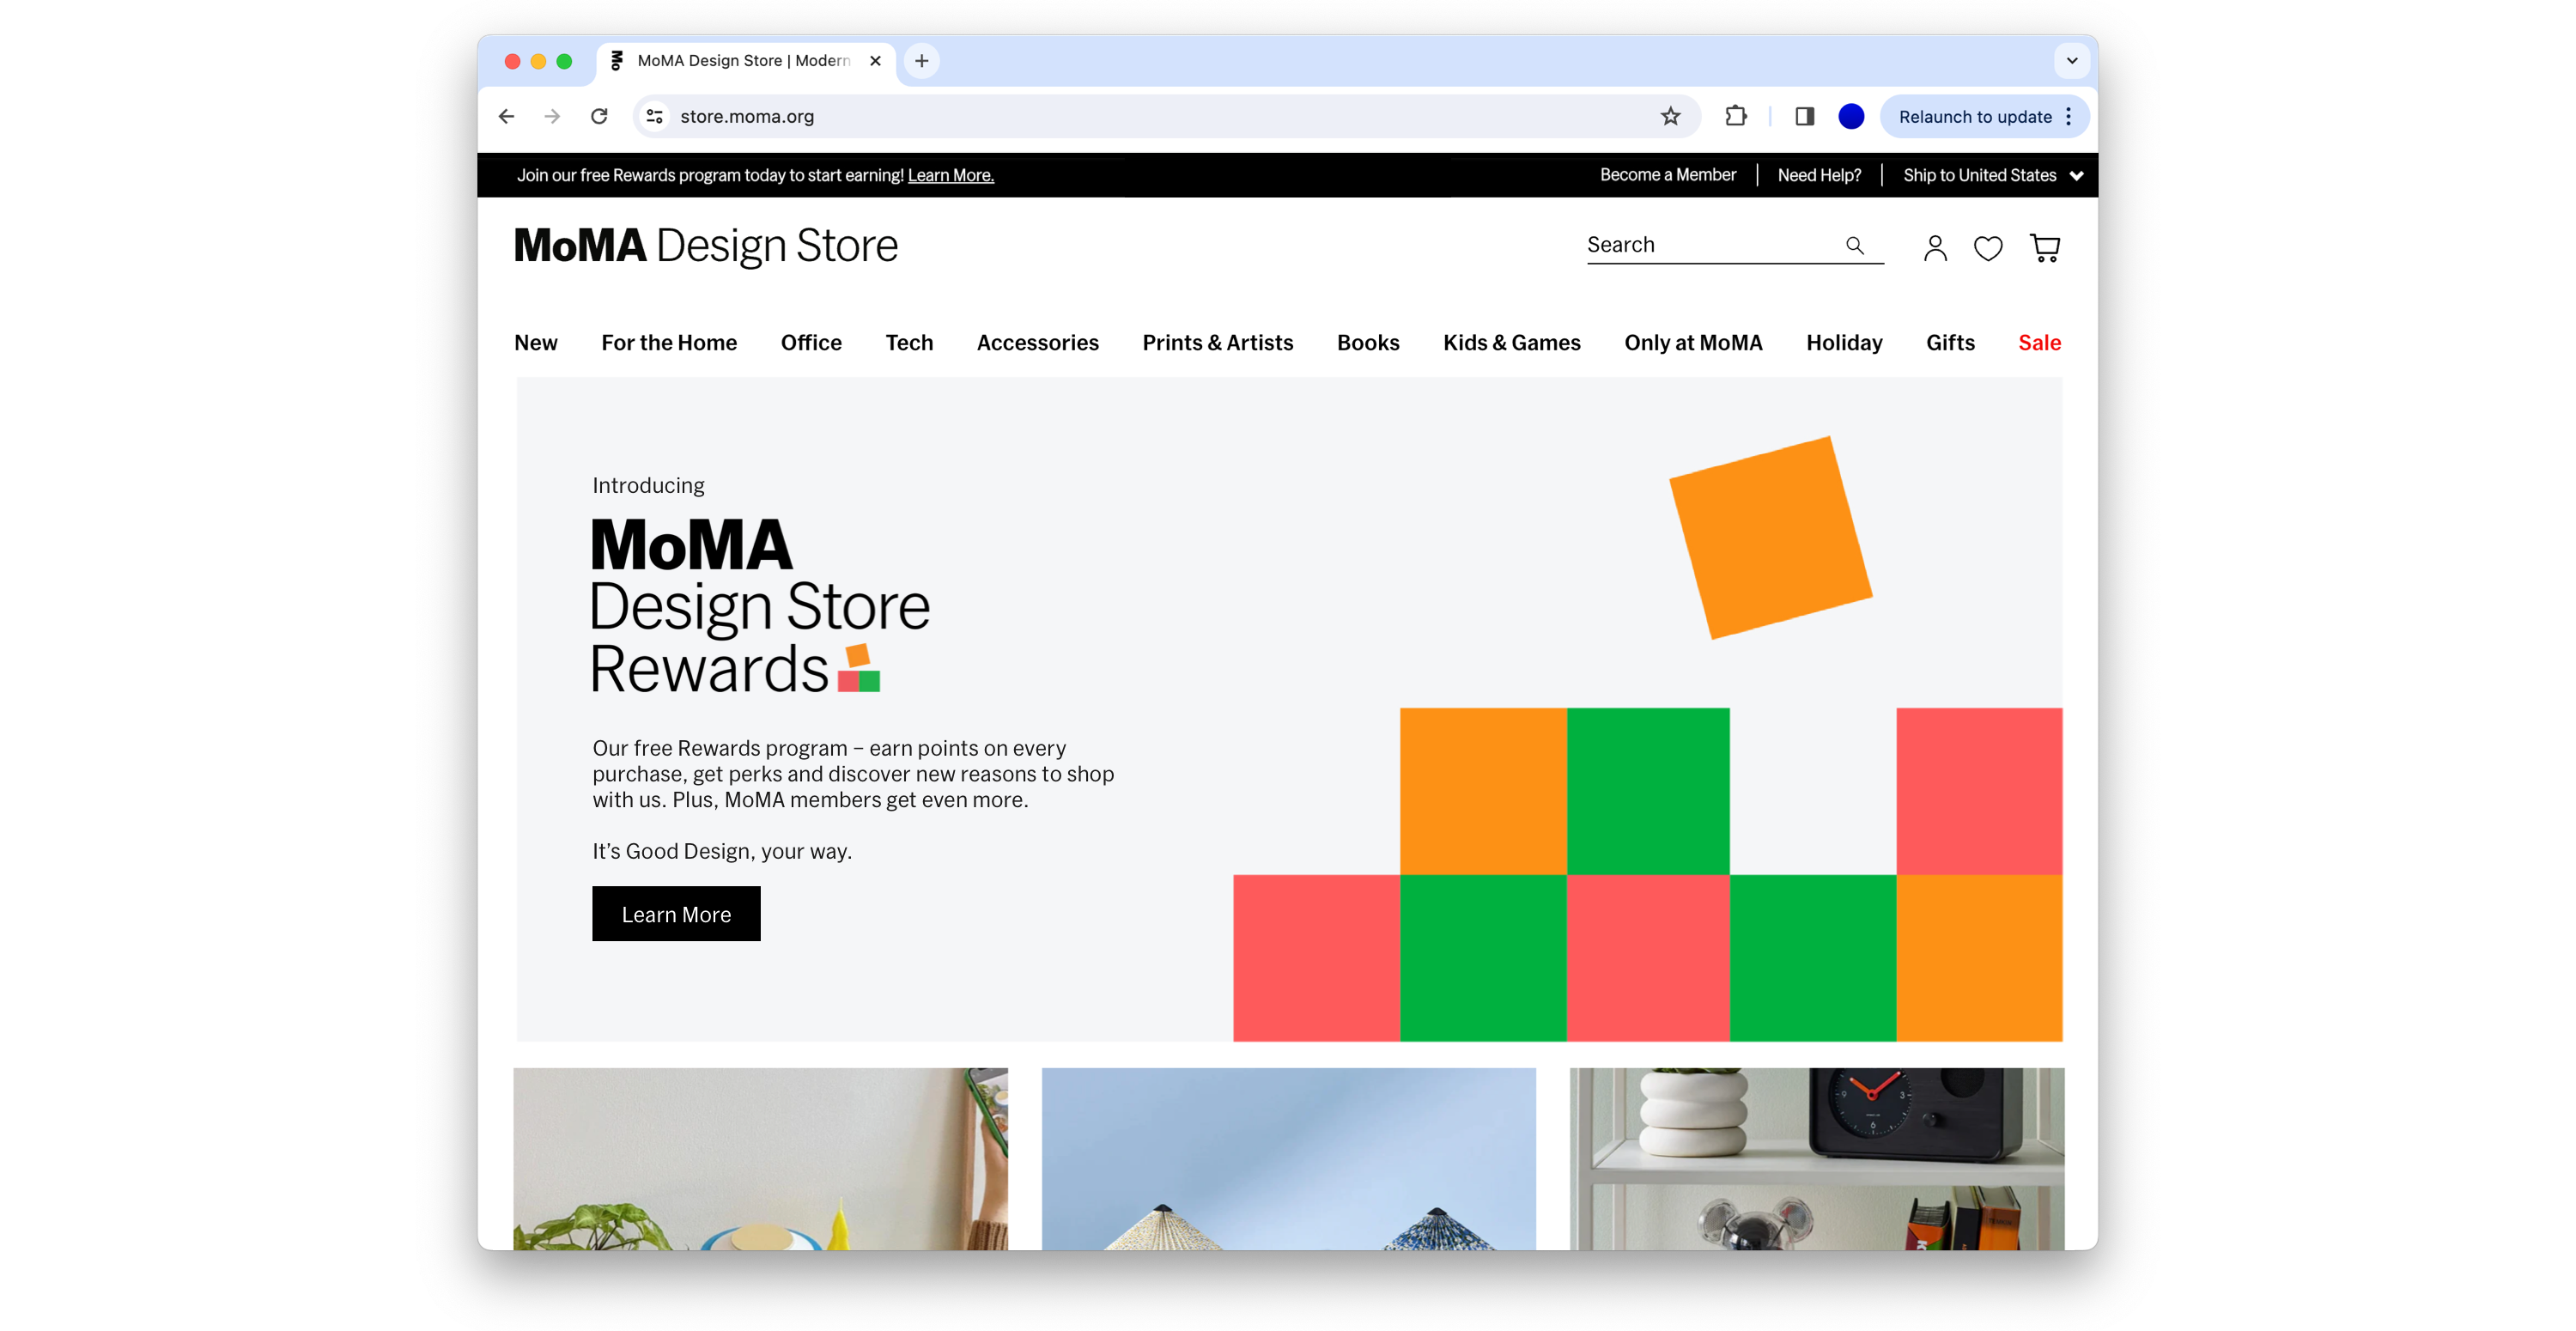 MoMA Design Store | Modern
store.moma.org
Relaunch to update
Join our free Rewards program today to start earning! Learn More.
Become a Member
Need Help?
Ship to United States
MoMA Design Store
Search
New
For the Home
Office
Tech
Accessories
Prints & Artists
Books
Kids & Games
Only at MoMA
Holiday
Gifts
Sale
Introducing
MoMA
Design Store
Rewards
Our free Rewards program – earn points on every
purchase, get perks and discover new reasons to shop
with us. Plus, MoMA members get even more.
It’s Good Design, your way.
Learn More
9
3
6